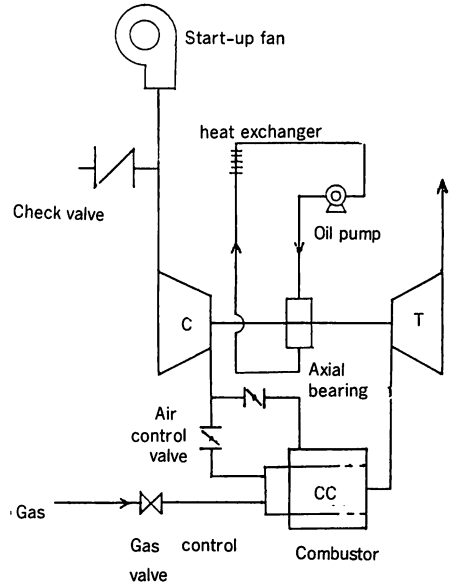 Start-up fan
heat exchanger
Check valve
Oil pump
C
T
Axial
bearing
Air
control
valve
CC
Gas
Gas control
valve
Combustor